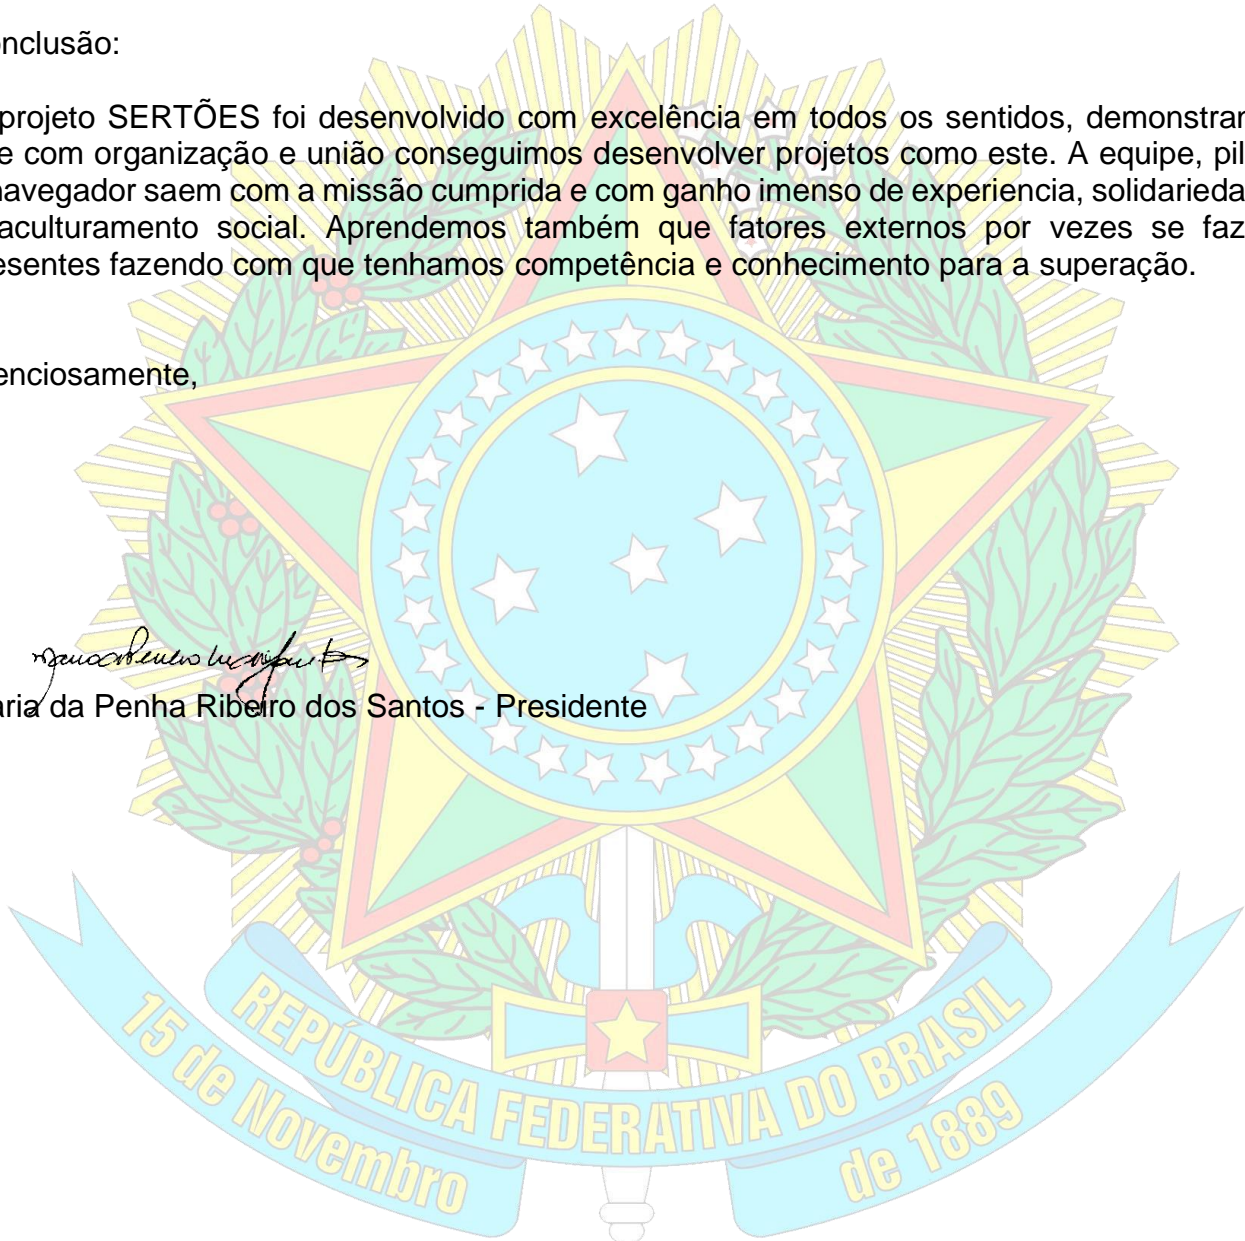 onclusão:
projeto SERTÕES foi desenvolvido com excelência em todos os sentidos, demonstrar
e com organização e união conseguimos desenvolver projetos como este. A equipe, pil
navegador saem com a missão cumprida e com ganho imenso de experiencia, solidarieda
aculturamento social. Aprendemos também que fatores externos por vezes se faz
esentes fazendo com que tenhamos competência e conhecimento para a superação.
enciosamente,
aria da Penha Ribeiro dos Santos - Presidente
REPÚBLICA FEDERATIVA DO BRASIL
15 de Novembro
de 1889